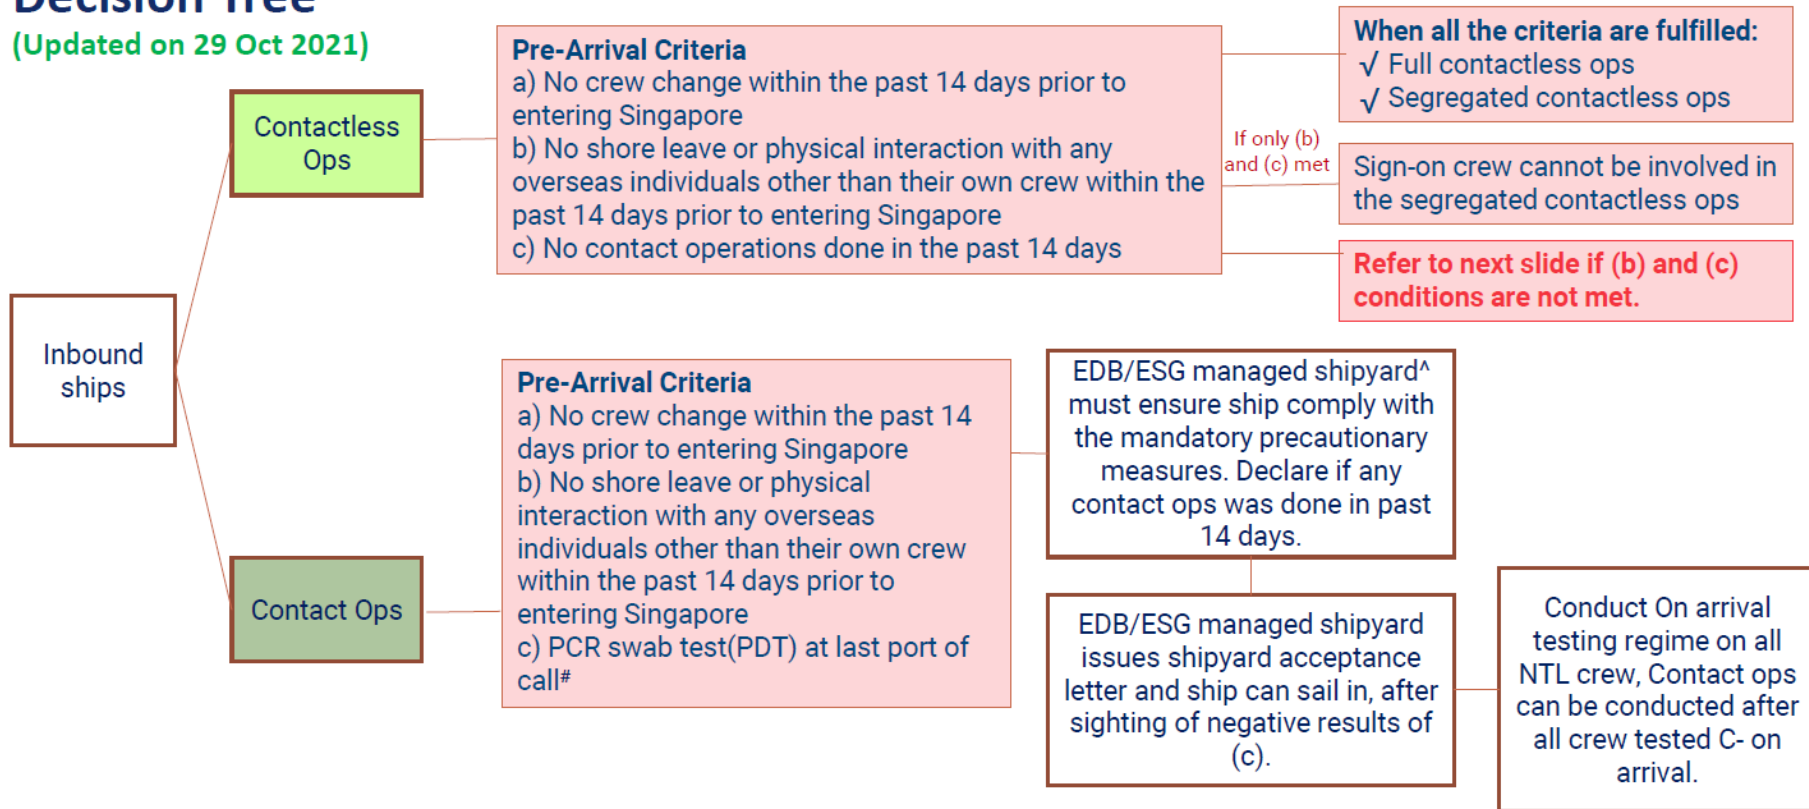 Decision Tree
(Updated on 29 Oct 2021)
Inbound
ships
Contactless
Ops
Pre-Arrival Criteria
a) No crew change within the past 14 days prior to
entering Singapore
b) No shore leave or physical interaction with any
overseas individuals other than their own crew within the
past 14 days prior to entering Singapore
c) No contact operations done in the past 14 days
When all the criteria are fulfilled:
√ Full contactless ops
√ Segregated contactless ops
If only (b)
and (c) met
Sign-on crew cannot be involved in
the segregated contactless ops
Refer to next slide if (b) and (c)
conditions are not met.
Contact Ops
Pre-Arrival Criteria
a) No crew change within the past 14
days prior to entering Singapore
b) No shore leave or physical
interaction with any overseas
individuals other than their own crew
within the past 14 days prior to
entering Singapore
c) PCR swab test(PDT) at last port of
call#
EDB/ESG managed shipyard^
must ensure ship comply with
the mandatory precautionary
measures. Declare if any
contact ops was done in past
14 days.
EDB/ESG managed shipyard
issues shipyard acceptance
letter and ship can sail in, after
sighting of negative results of
(c).
Conduct On arrival
testing regime on all
NTL crew, Contact ops
can be conducted after
all crew tested C- on
arrival.